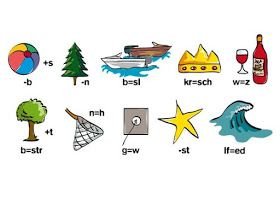 +s
-b -n b=sl kr=sch w=z
n=h
+t
b=str g=w -st lf=ed